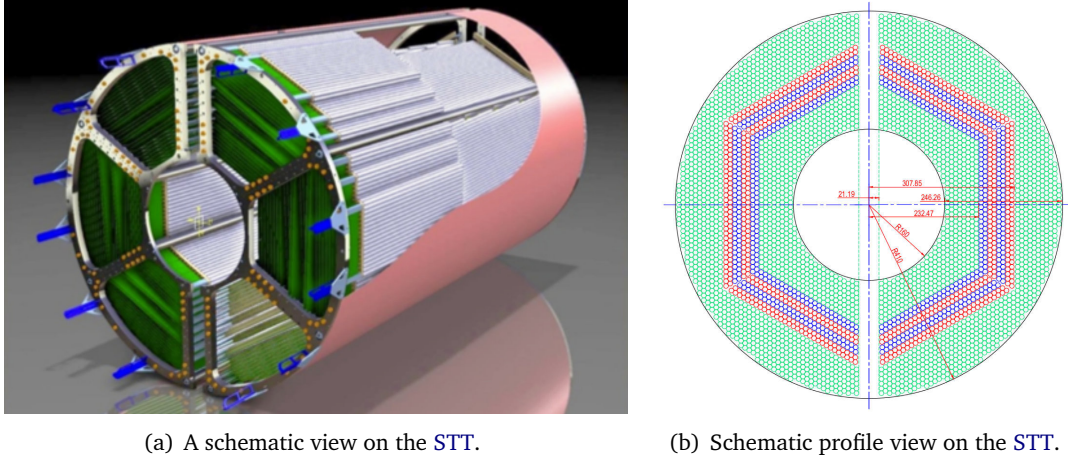 307.85
21.19
246.26
232.47
R160
R410
(a) A schematic view on the STT.
(b) Schematic profile view on the STT.